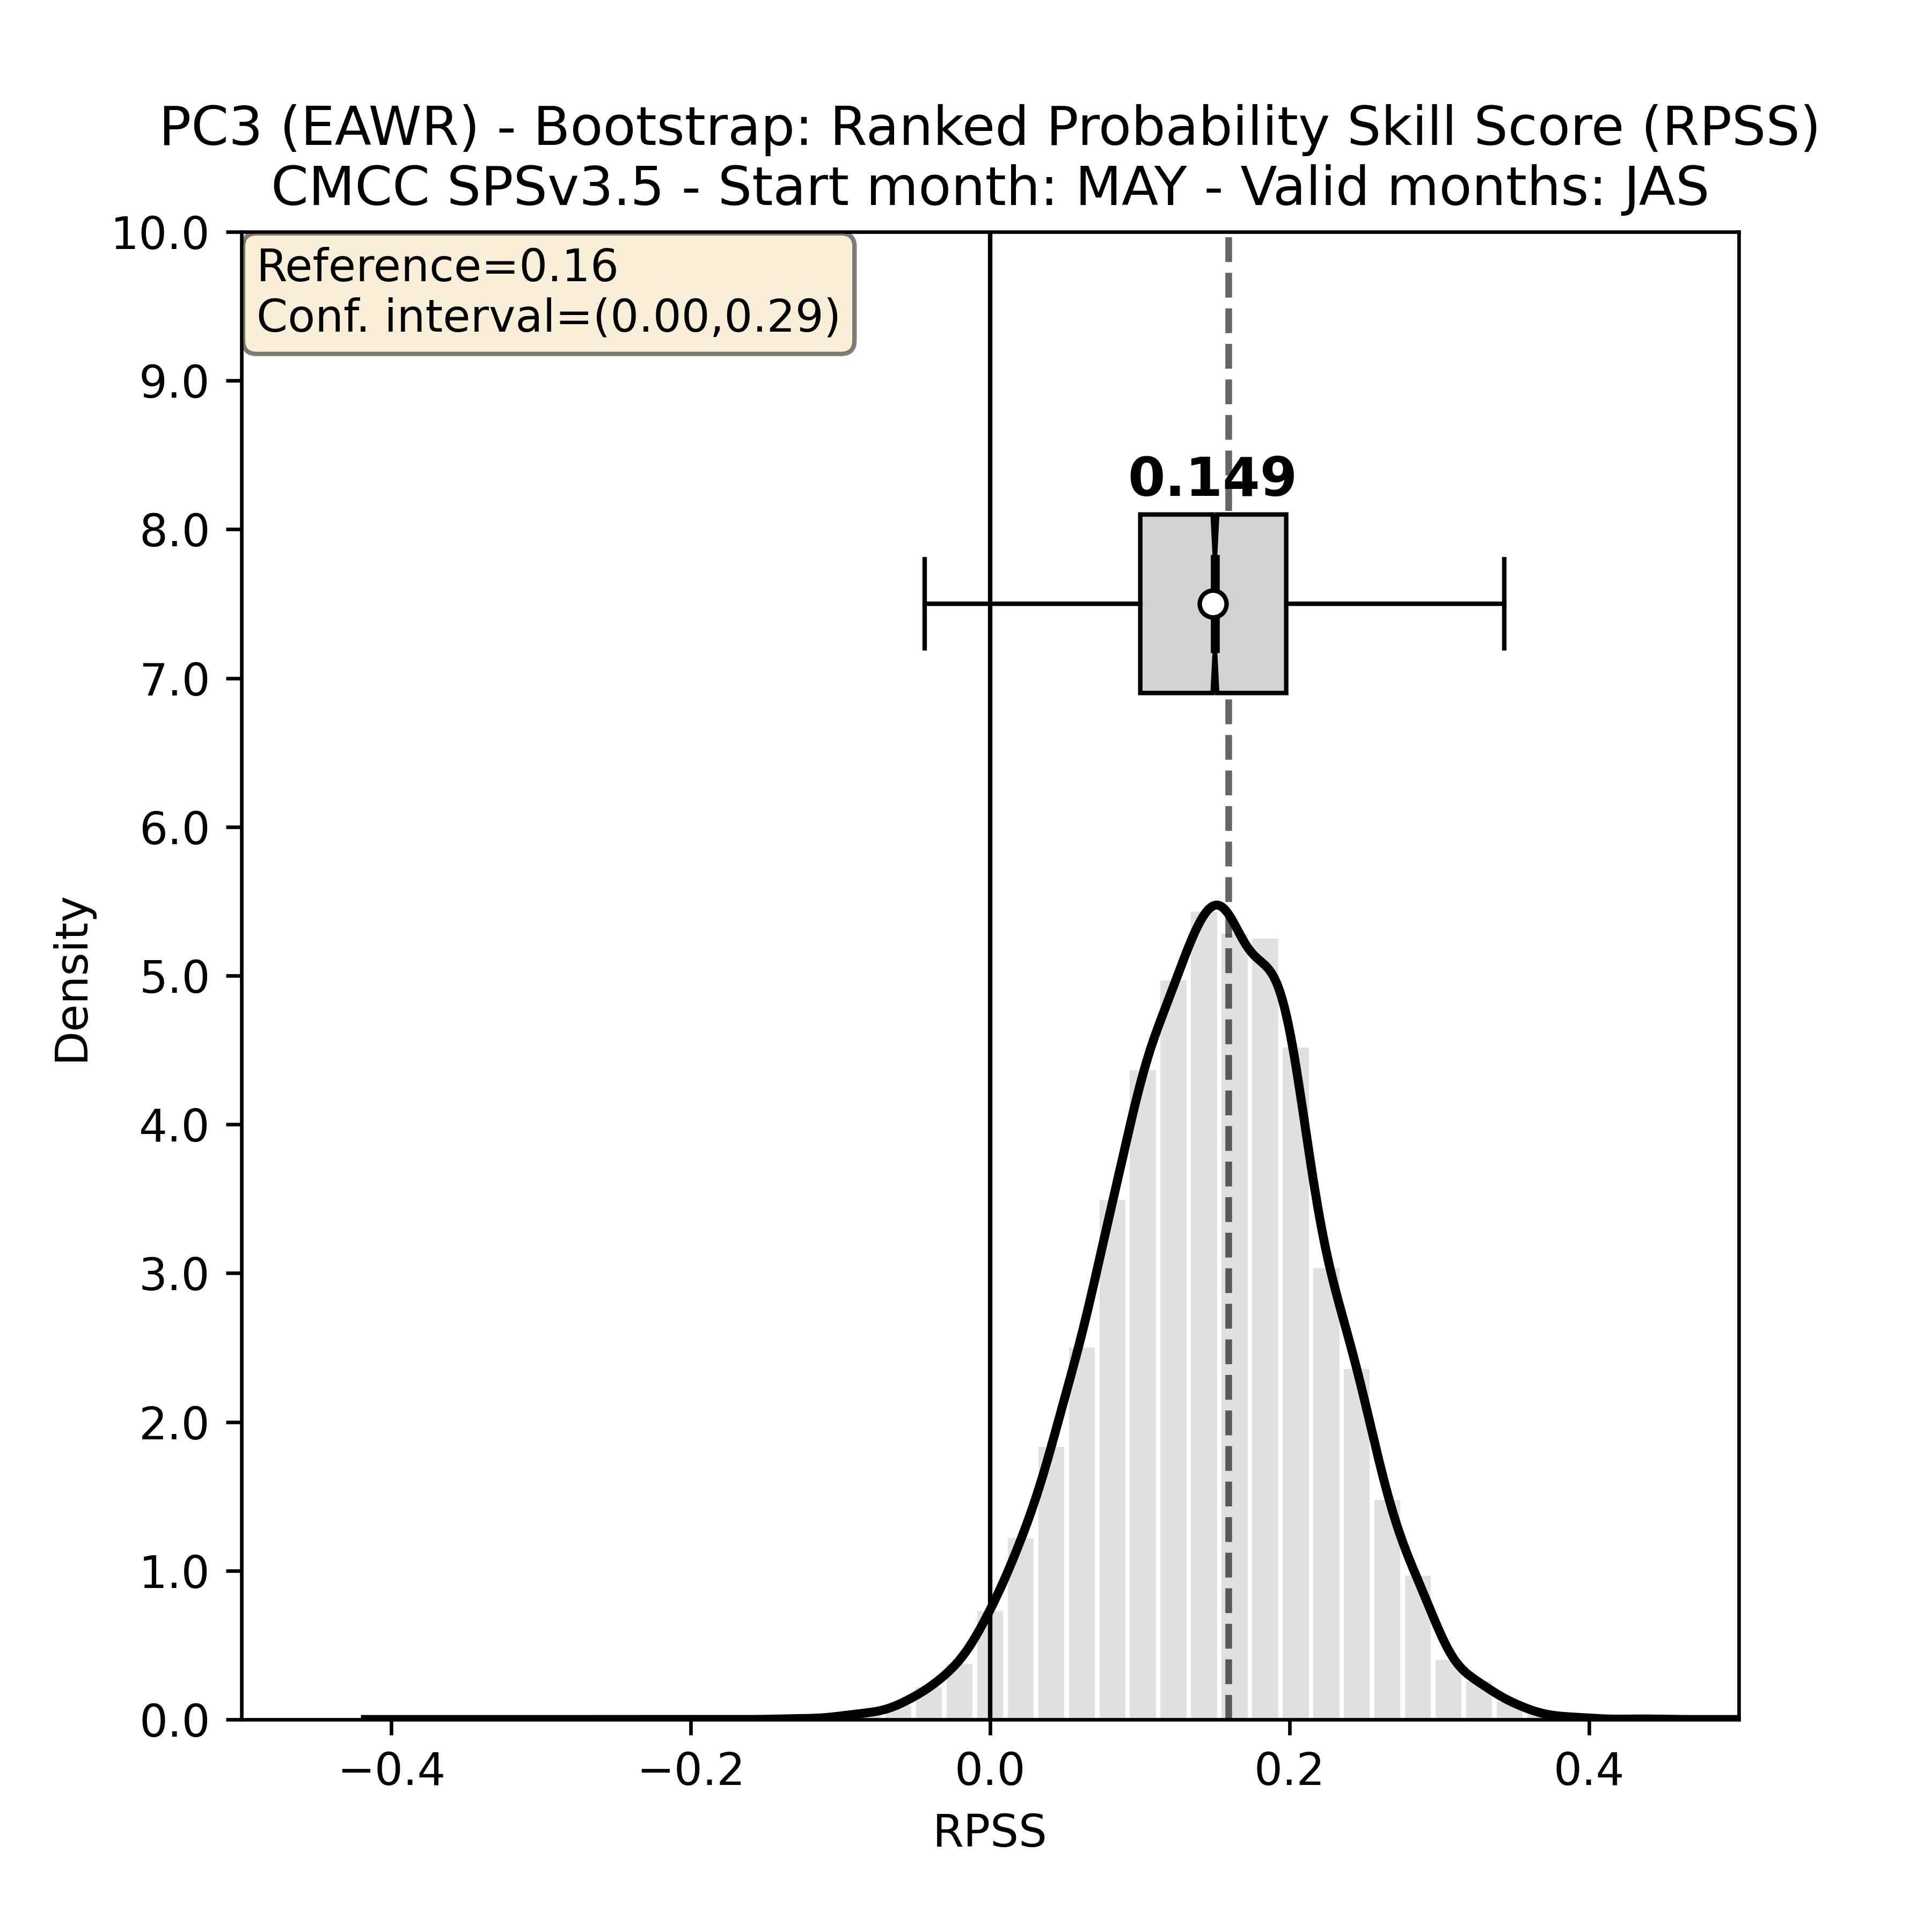 PC3 (EAWR) - Bootstrap: Ranked Probability Skill Score (RPSS)
CMCC SPSv3.5 - Start month: MAY - Valid months: JAS
Reference=0.16
Conf. interval=(0.00,0.29)
0.149
10.0
9.0
8.0
7.0
6.0
5.0
4.0
3.0
2.0
1.0
0.0
Density
−0.4
−0.2
0.0
0.2
0.4
RPSS